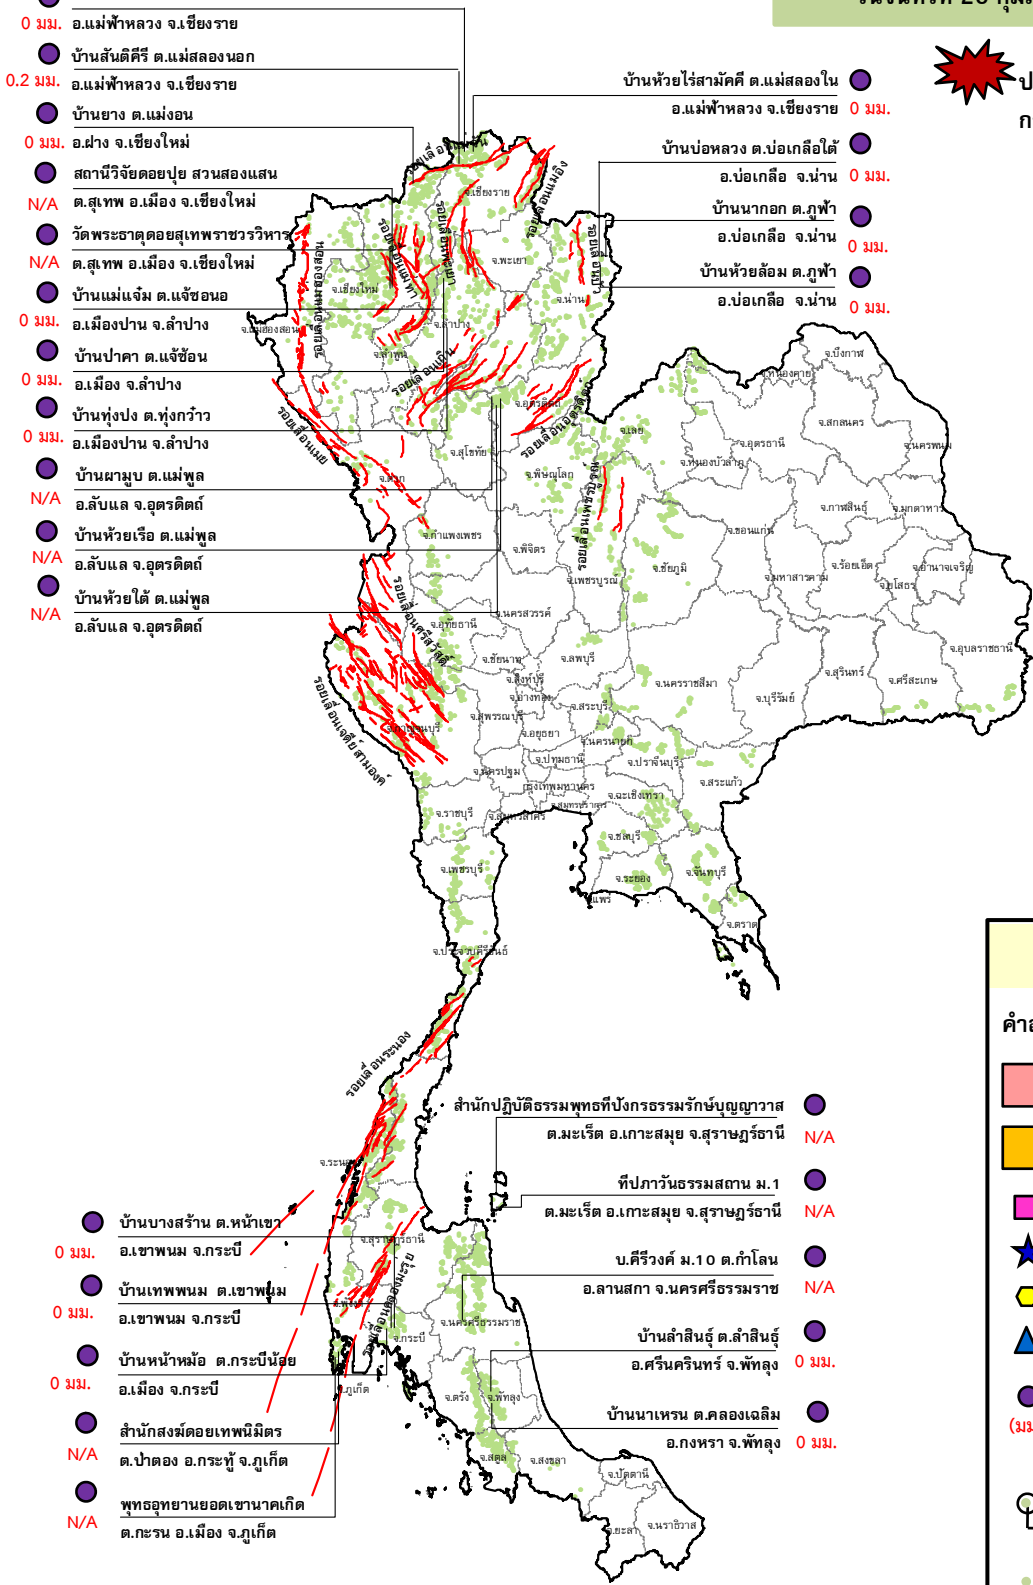 0 มม. อ.แม่ฟ้าหลวง จ.เชียงราย
บ้านสันติคีรี ต.แม่สลองนอก
0.2 มม. อ.แม่ฟ้าหลวง จ.เชียงราย
บ้านยาง ต.แม่งอน
0 มม. อ.ฝาง จ.เชียงใหม่
สถานีวิจัยดอยปุย สวนสองแสน
N/A ต.สุเทพ อ.เมือง จ.เชียงใหม่
วัดพระธาตุดอยสุเทพราชวรวิหาร
N/A ต.สุเทพ อ.เมือง จ.เชียงใหม่
บ้านแม่แจ๋ม ต.แจ้ซอนอ
0 มม. อ.เมืองปาน จ.ลำปาง
บ้านปาคา ต.แจ้ซ้อน
0 มม. อ.เมือง จ.ลำปาง
บ้านทุ่งปง ต.ทุ่งกว๋าว
0 มม. อ.เมืองปาน จ.ลำปาง
บ้านผามูบ ต.แม่พูล
N/A อ.ลับแล จ.อุตรดิตถ์
บ้านห้วยเรือ ต.แม่พูล
N/A อ.ลับแล จ.อุตรดิตถ์
บ้านห้วยใต้ ต.แม่พูล
N/A อ.ลับแล จ.อุตรดิตถ์
บ้านห้วยไร่สามัคคี ต.แม่สลองใน
อ.แม่ฟ้าหลวง จ.เชียงราย 0 มม.
บ้านบ่อหลวง ต.บ่อเกลือใต้
อ.บ่อเกลือ จ.น่าน 0 มม.
บ้านนากอก ต.ภูฟ้า
อ.บ่อเกลือ จ.น่าน 0 มม.
บ้านห้วยล้อม ต.ภูฟ้า
อ.บ่อเกลือ จ.น่าน 0 มม.
จ.เชียงราย
รอยเลื่อนแม่อิง
จ.พะเยา
รอยเลื่อนพะเยา
รอยเลื่อนแม่ทา
รอยเลื่อนแม่ฮ่องสอน
จ.เชียงใหม่
จ.น่าน
จ.ลำปาง
จ.แม่ฮ่องสอน
จ.ลำพูน
รอยเลื่อนเถิน
จ.อุตรดิตถ์
รอยเลื่อนอุตรดิตถ์
รอยเลื่อนเมย
จ.สุโขทัย
จ.ตาก
จ.พิษณุโลก
จ.เลย
จ.บึงกาฬ
จ.หนองคาย
จ.สกลนคร
จ.อุดรธานี
จ.นครพนม
จ.หนองบัวลำภู
รอยเลื่อนเพชรบูรณ์
จ.กาฬสินธุ์
จ.มุกดาหาร
จ.ขอนแก่น
จ.กำแพงเพชร
จ.พิจิตร
จ.เพชรบูรณ์
จ.ชัยภูมิ
จ.มหาสารคาม
จ.ร้อยเอ็ด
จ.ยโสธร
จ.อำนาจเจริญ
รอยเลื่อนศรีสวัสดิ์
จ.นครสวรรค์
จ.อุทัยธานี
จ.ชัยนาท
จ.ลพบุรี
จ.สิงห์บุรี
จ.อ่างทอง
จ.นครราชสีมา
จ.บุรีรัมย์
จ.สุรินทร์
จ.ศรีสะเกษ
จ.อุบลราชธานี
รอยเลื่อนเจดีย์สามองค์
จ.กาญจนบุรี
จ.สุพรรณบุรี
จ.สระบุรี
จ.อยุธยา
จ.นครนายก
จ.ปทุมธานี
จ.ปราจีนบุรี
จ.นครปฐม
กรุงเทพมหานคร
จ.ฉะเชิงเทรา
จ.สระแก้ว
จ.ราชบุรี
จ.สมุทรสาคร
จ.ชลบุรี
จ.เพชรบุรี
จ.ระยอง
จ.จันทบุรี
จ.ตราด
จ.ประจวบคีรีขันธ์
รอยเลื่อนระนอง
จ.สุราษฎร์ธานี
รอยเลื่อนคลองมะรุ่ย
จ.กระบี่
จ.ภูเก็ต
จ.นครศรีธรรมราช
จ.ตรัง
จ.พัทลุง
จ.สตูล
จ.สงขลา
จ.ปัตตานี
จ.ยะลา
จ.นราธิวาส
สำนักปฏิบัติธรรมพุทธทีปังกรธรรมรักษ์บุญญาวาส
ต.มะเร็ต อ.เกาะสมุย จ.สุราษฎร์ธานี N/A
ทีปภาวันธรรมสถาน ม.1
ต.มะเร็ต อ.เกาะสมุย จ.สุราษฎร์ธานี N/A
บ.คีรีวงศ์ ม.10 ต.กำโลน
อ.ลานสกา จ.นครศรีธรรมราช N/A
บ้านลำสินธุ์ ต.ลำสินธุ์
อ.ศรีนครินทร์ จ.พัทลุง 0 มม.
บ้านนาเหรน ต.คลองเฉลิม
อ.กงหรา จ.พัทลุง 0 มม.
บ้านบางสร้าน ต.หน้าเขา
0 มม. อ.เขาพนม จ.กระบี่
บ้านเทพพนม ต.เขาพนม
0 มม. อ.เขาพนม จ.กระบี่
บ้านหน้าหม้อ ต.กระบี่น้อย
0 มม. อ.เมือง จ.กระบี่
สำนักสงฆ์ดอยเทพนิมิตร
N/A ต.ป่าตอง อ.กระทู้ จ.ภูเก็ต
พุทธอุทยานยอดเขานาคเกิด
N/A ต.กะรน อ.เมือง จ.ภูเก็ต